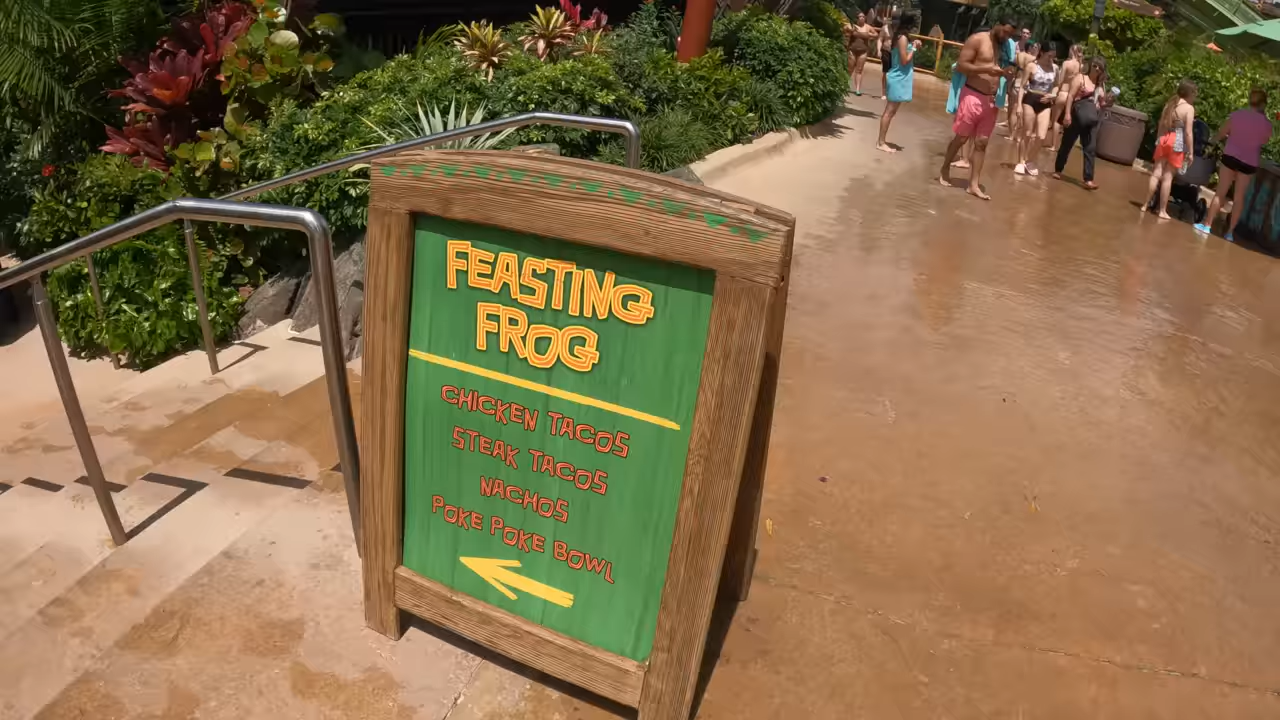 FEASTING
FROG
CHICKEN TACOS
STEAK TACOS
NACHOS
POKE POKE BOWL